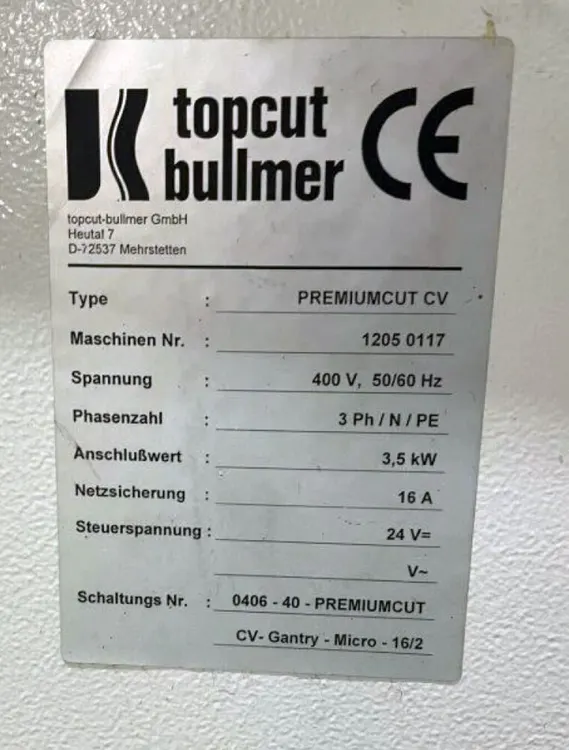 topcut
bullmer
CE
topcut-bullmer GmbH
Heutal 7
D-72537 Mehrstetten
Type : PREMIUMCUT CV
Maschinen Nr. : 1205 0117
Spannung : 400 V, 50/60 Hz
Phasenzahl : 3 Ph / N / PE
Anschlußwert : 3,5 kW
Netzsicherung : 16 A
Steuerspannung : 24 V=
V~
Schaltungs Nr. : 0406 - 40 - PREMIUMCUT
CV- Gantry - Micro - 16/2